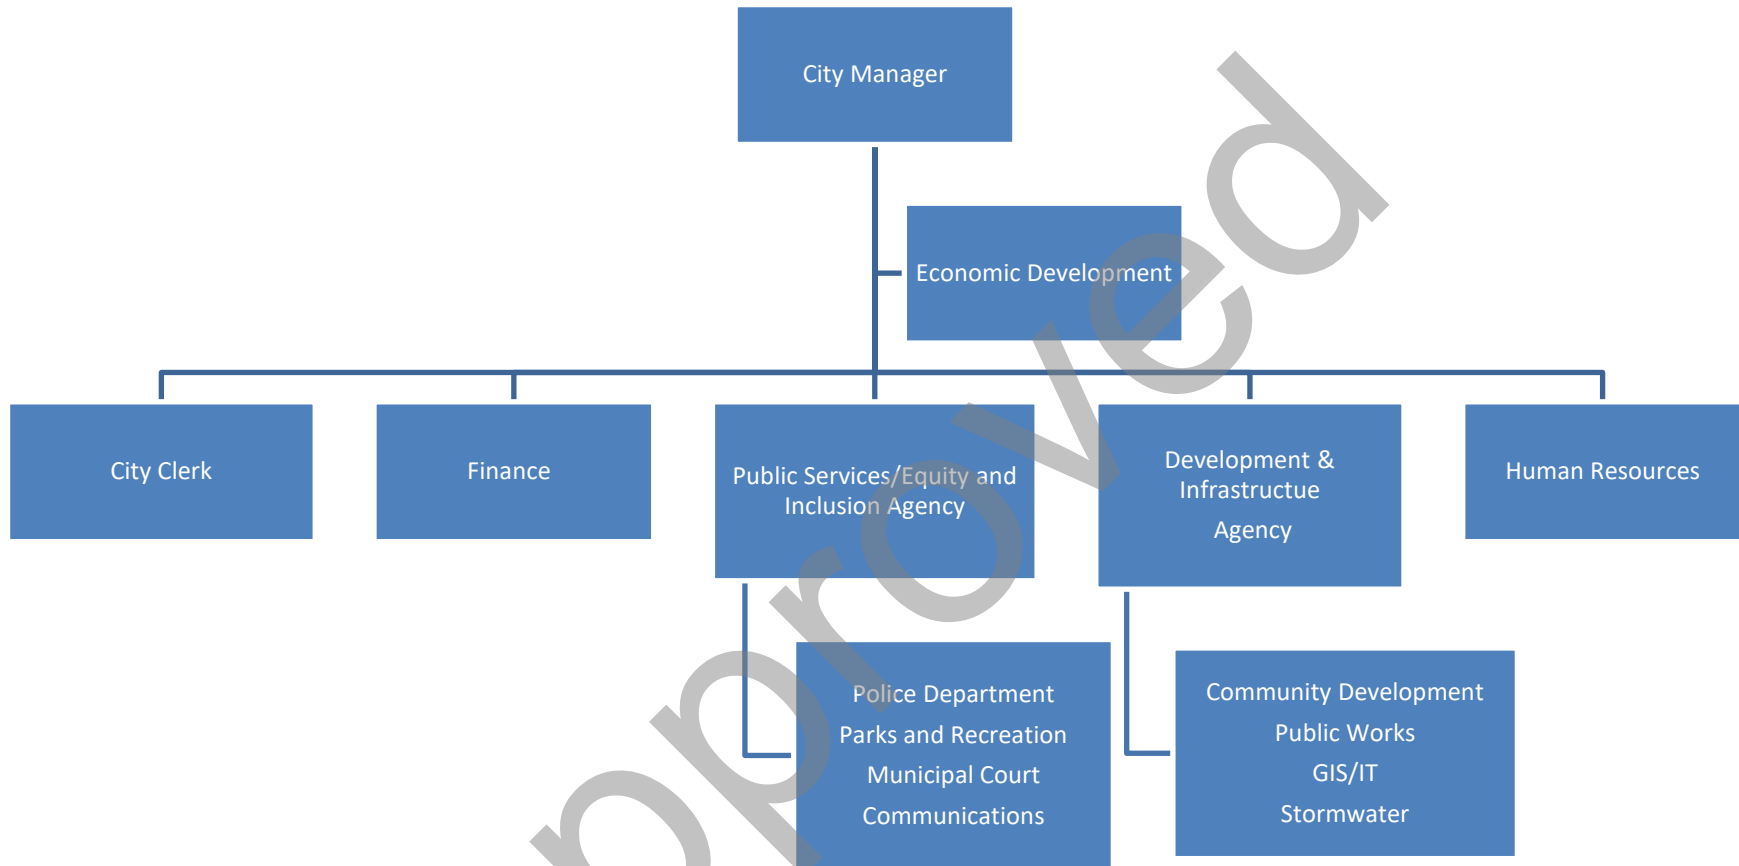 City Manager
Economic Development
City Clerk
Finance
Public Services/Equity and
Inclusion Agency
Development &
Infrastructue
Agency
Human Resources
Police Department
Parks and Recreation
Municipal Court
Communications
Community Development
Public Works
GIS/IT
Stormwater
pproved